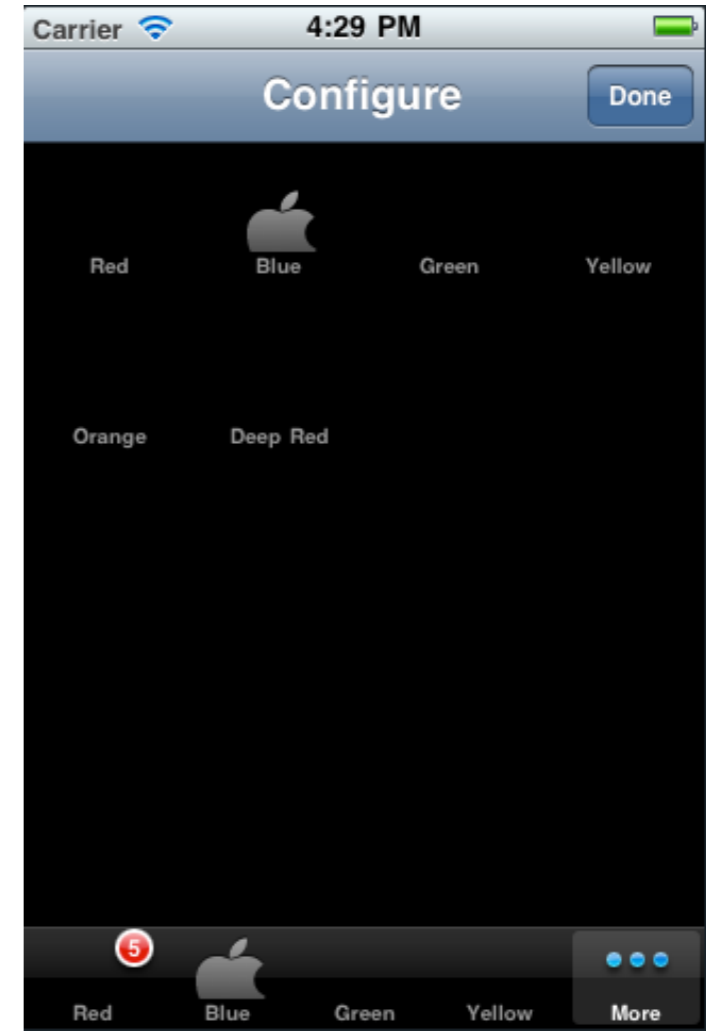 Carrier 4:29 PM
Configure Done
Red Blue Green Yellow
Orange Deep Red
5
Red Blue Green Yellow More